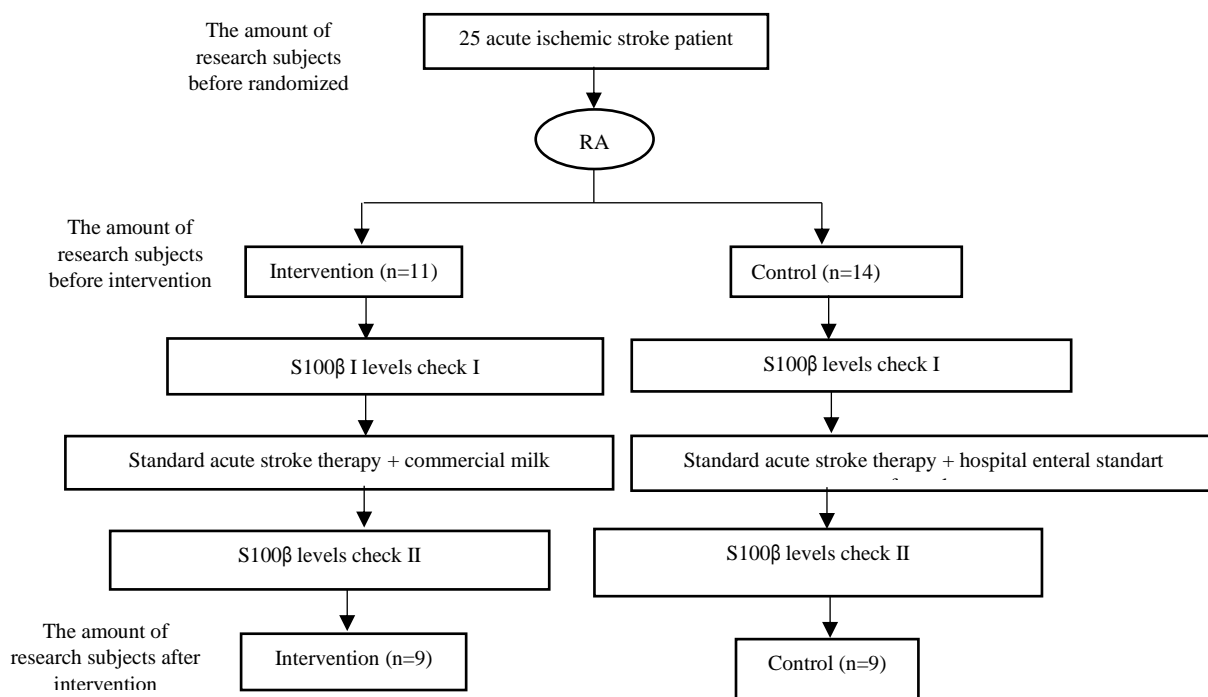 The amount of
research subjects
before randomized
25 acute ischemic stroke patient
RA
The amount of
research subjects
before intervention
Intervention (n=11)
Control (n=14)
S100β I levels check I
S100β levels check I
Standard acute stroke therapy + commercial milk
Standard acute stroke therapy + hospital enteral standart
S100β levels check II
S100β levels check II
The amount of
research subjects after
intervention
Intervention (n=9)
Control (n=9)